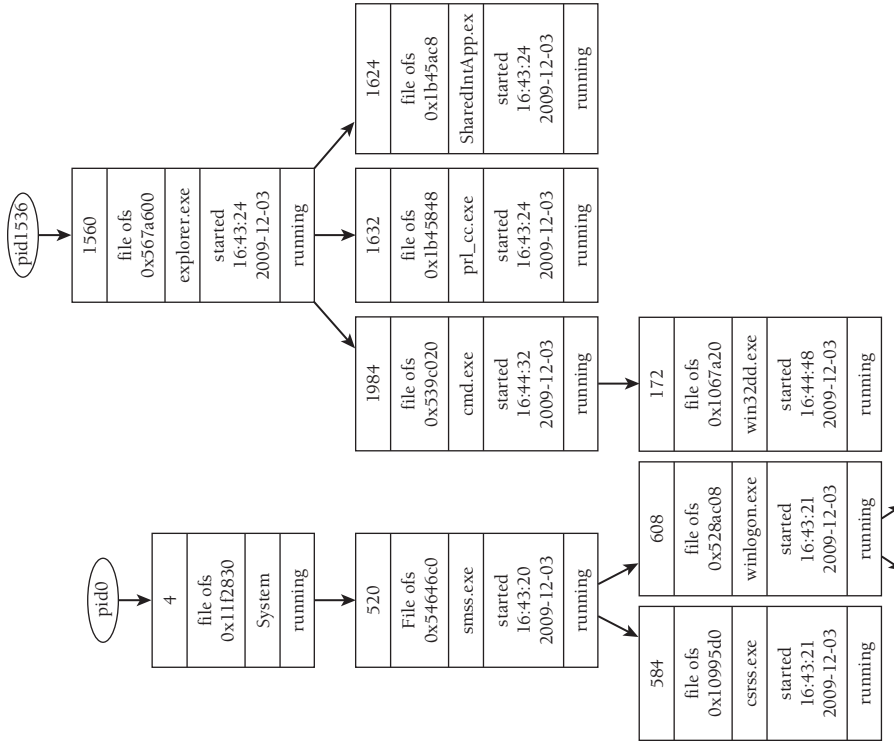 pid0
4
file ofs
0x11f2830
System
running
520
File ofs
0x54646c0
smss.exe
started
16:43:20
2009-12-03
running
584
file ofs
0x10995d0
csrss.exe
started
16:43:21
2009-12-03
running
608
file ofs
0x528ac08
winlogon.exe
started
16:43:21
2009-12-03
running
pid1536
1560
file ofs
0x567a600
explorer.exe
started
16:43:24
2009-12-03
running
1984
file ofs
0x539c020
cmd.exe
started
16:44:32
2009-12-03
running
1632
file ofs
0x1b45848
prl_cc.exe
started
16:43:24
2009-12-03
running
1624
file ofs
0x1b45ac8
SharedIntApp.ex
started
16:43:24
2009-12-03
running
172
file of
0x1067a20
win32dd.exe
started
16:44:48
2009-12-03
running